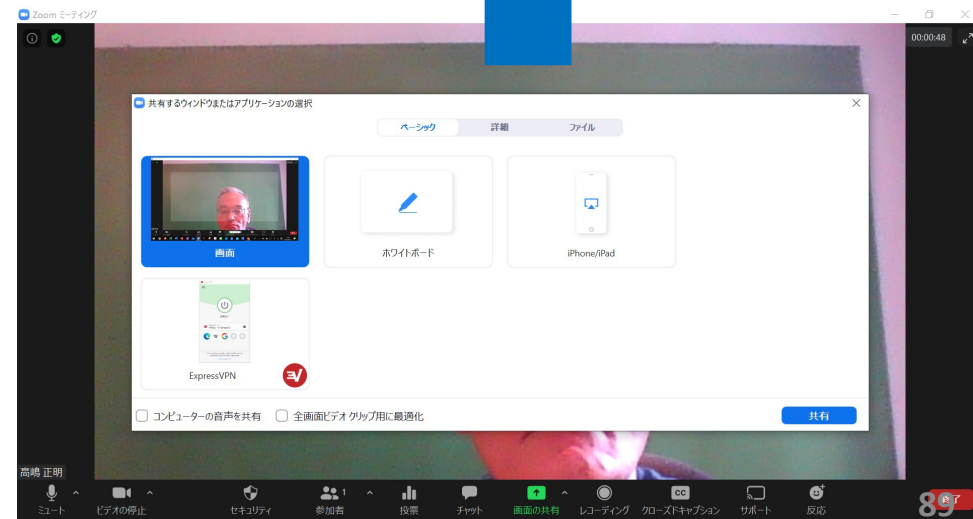 Zoom ミーティング
00:00:48
共有するウィンドウまたはアプリケーションの選択
ベーシック
詳細
ファイル
画面
ホワイトボード
iPhone/iPad
ExpressVPN
コンピューターの音声を共有
全画面ビデオ クリップ用に最適化
共有
高嶋 正明
1
CC
ミュート
ビデオの停止
セキュリティ
参加者
投票
チャット
画面の共有
レコーディング
クローズドキャプション
サポート
反応
終了
89